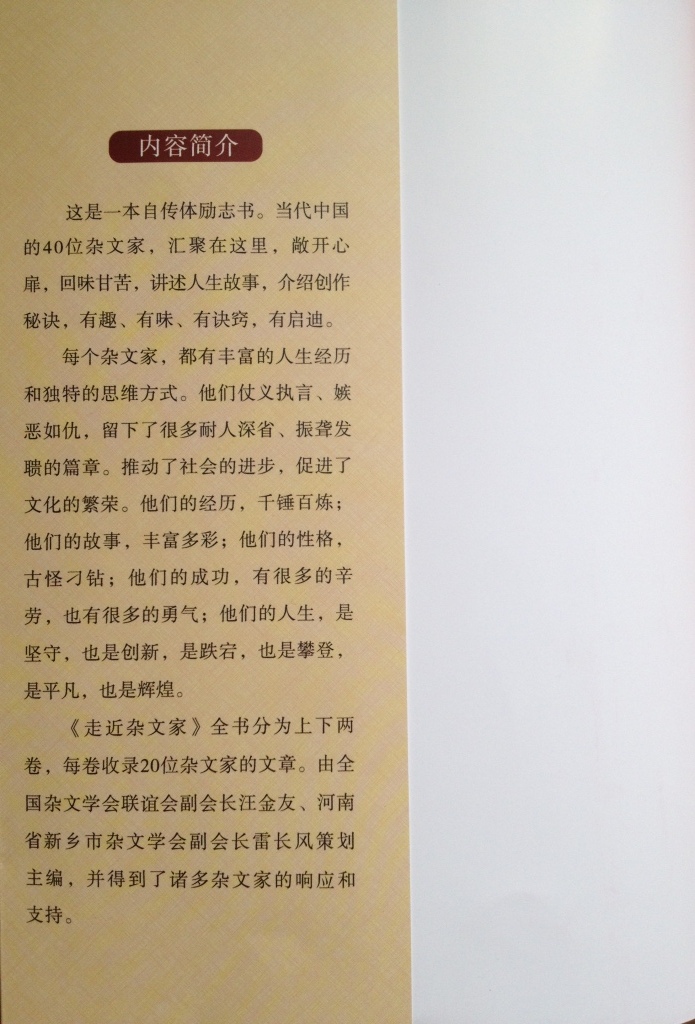 内容简介
这是一本自传体励志书。当代中国
的40位杂文家，汇聚在这里，敞开心
扉，回味甘苦，讲述人生故事，介绍创作
秘诀，有趣、有味、有诀窍，有启迪。
每个杂文家，都有丰富的人生经历
和独特的思维方式。他们仗义执言、嫉
恶如仇，留下了很多耐人深省、振聋发
聩的篇章。推动了社会的进步，促进了
文化的繁荣。他们的经历，千锤百炼；
他们的故事，丰富多彩；他们的性格，
古怪刁钻；他们的成功，有很多的辛
劳，也有很多的勇气；他们的人生，是
坚守，也是创新，是跌宕，也是攀登，
是平凡，也是辉煌。
《走近杂文家》全书分为上下两
卷，每卷收录20位杂文家的文章。由全
国杂文学会联谊会副会长汪金友、河南
省新乡市杂文学会副会长雷长风策划
主编，并得到了诸多杂文家的响应和
支持。